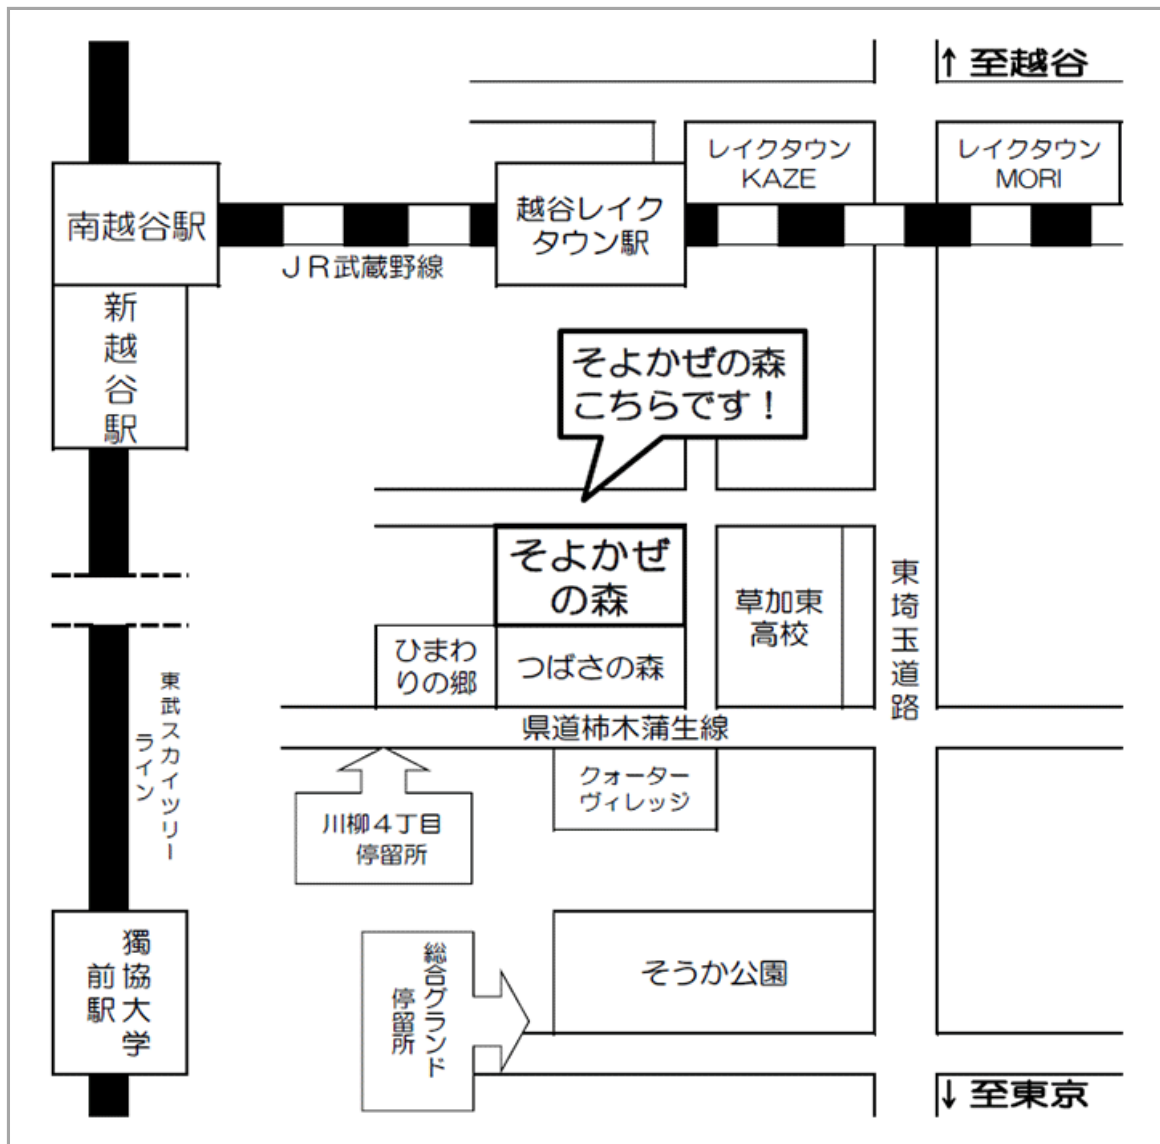 ↑ 至越谷
レイクタウン
KAZE
レイクタウン
MORI
南越谷駅
越谷レイク
タウン駅
JR武蔵野線
新越谷駅
そよかぜの森
こちらです！
そよかぜ
の森
草加東
高校
東埼玉道路
ひまわ
りの郷
つばさの森
県道柿木蒲生線
東武スカイツリー
ライン
クォーター
ヴィレッジ
川柳４丁目
停留所
獨協大学
前駅
総合グランド
停留所
そうか公園
↓ 至東京